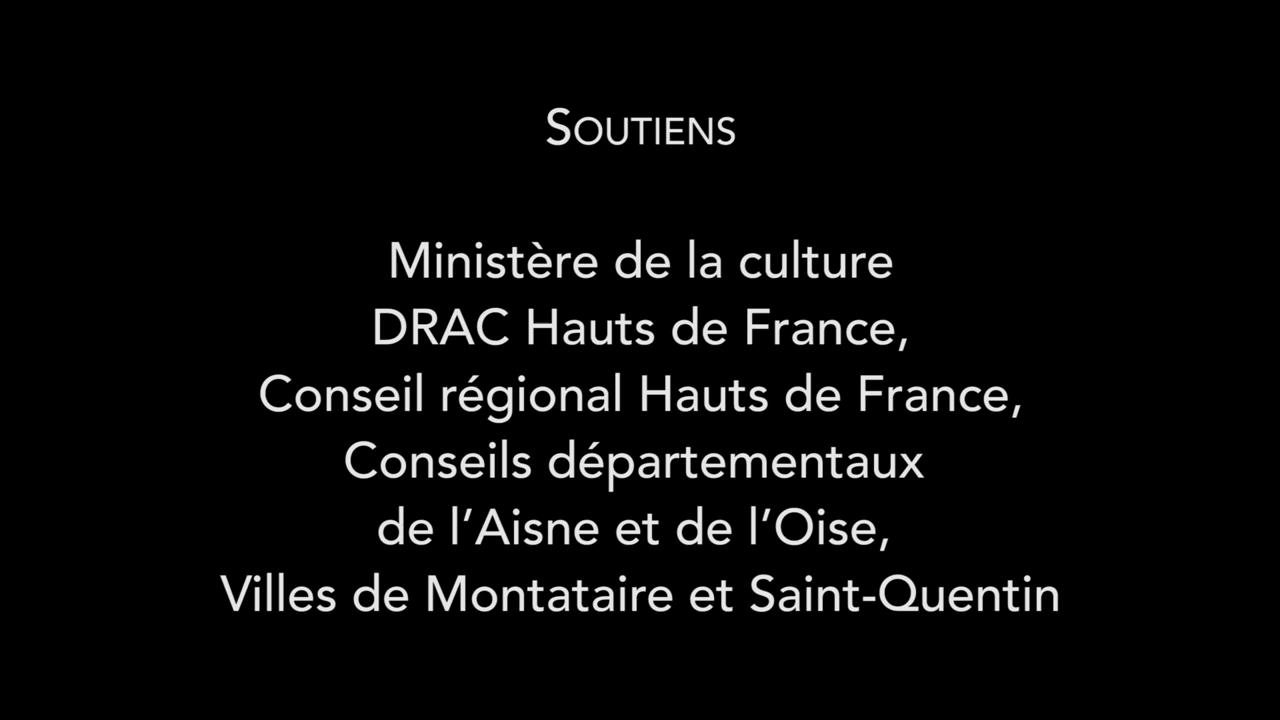 SOUTIENS
Ministère de la culture
DRAC Hauts de France,
Conseil régional Hauts de France,
Conseils départementaux
de l’Aisne et de l’Oise,
Villes de Montataire et Saint-Quentin